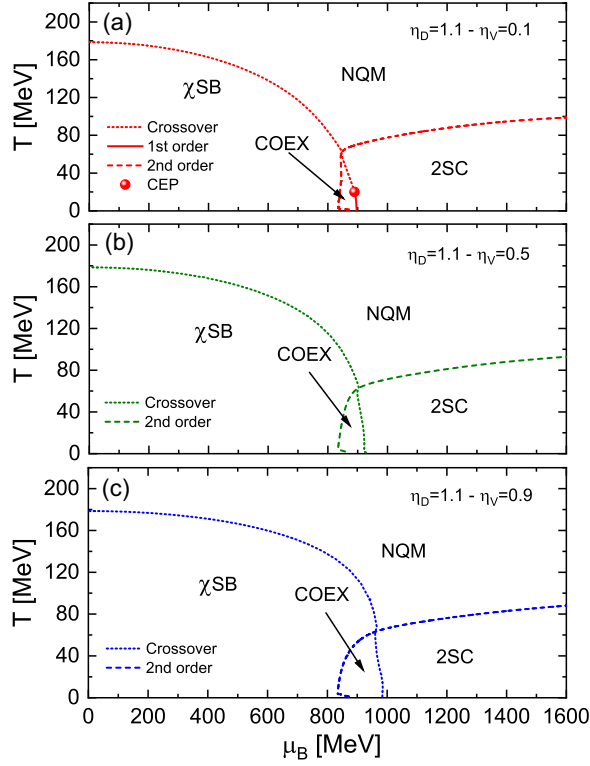 (a)
η_D=1.1 - η_V=0.1
NQM
χSB
COEX
2SC
Crossover
1st order
2nd order
CEP
T [MeV]
200
160
120
80
40
0
(b)
η_D=1.1 - η_V=0.5
NQM
χSB
COEX
2SC
Crossover
2nd order
T [MeV]
200
160
120
80
40
0
(c)
η_D=1.1 - η_V=0.9
NQM
χSB
COEX
2SC
Crossover
2nd order
T [MeV]
200
160
120
80
40
0
0 200 400 600 800 1000 1200 1400 1600
μ_B [MeV]